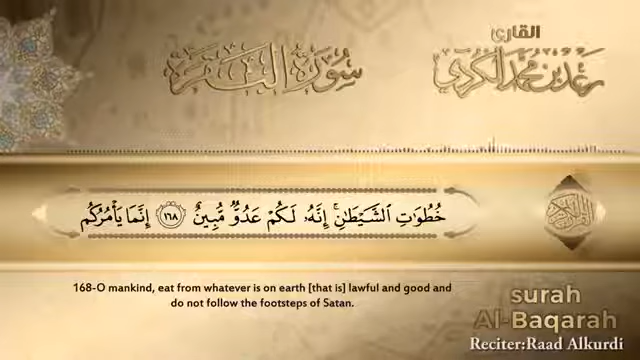 القارئ
رعد بن محمد الكردي
سورة البقرة
خُطُوَٰتِ ٱلشَّيْطَٰنِ ۚ إِنَّهُۥ لَكُمْ عَدُوٌّ مُّبِينٌ ١٦٨ إِنَّمَا يَأْمُرُكُم
168-O mankind, eat from whatever is on earth [that is] lawful and good and
do not follow the footsteps of Satan.
surah
Al-Baqarah
Reciter:Raad Alkurdi